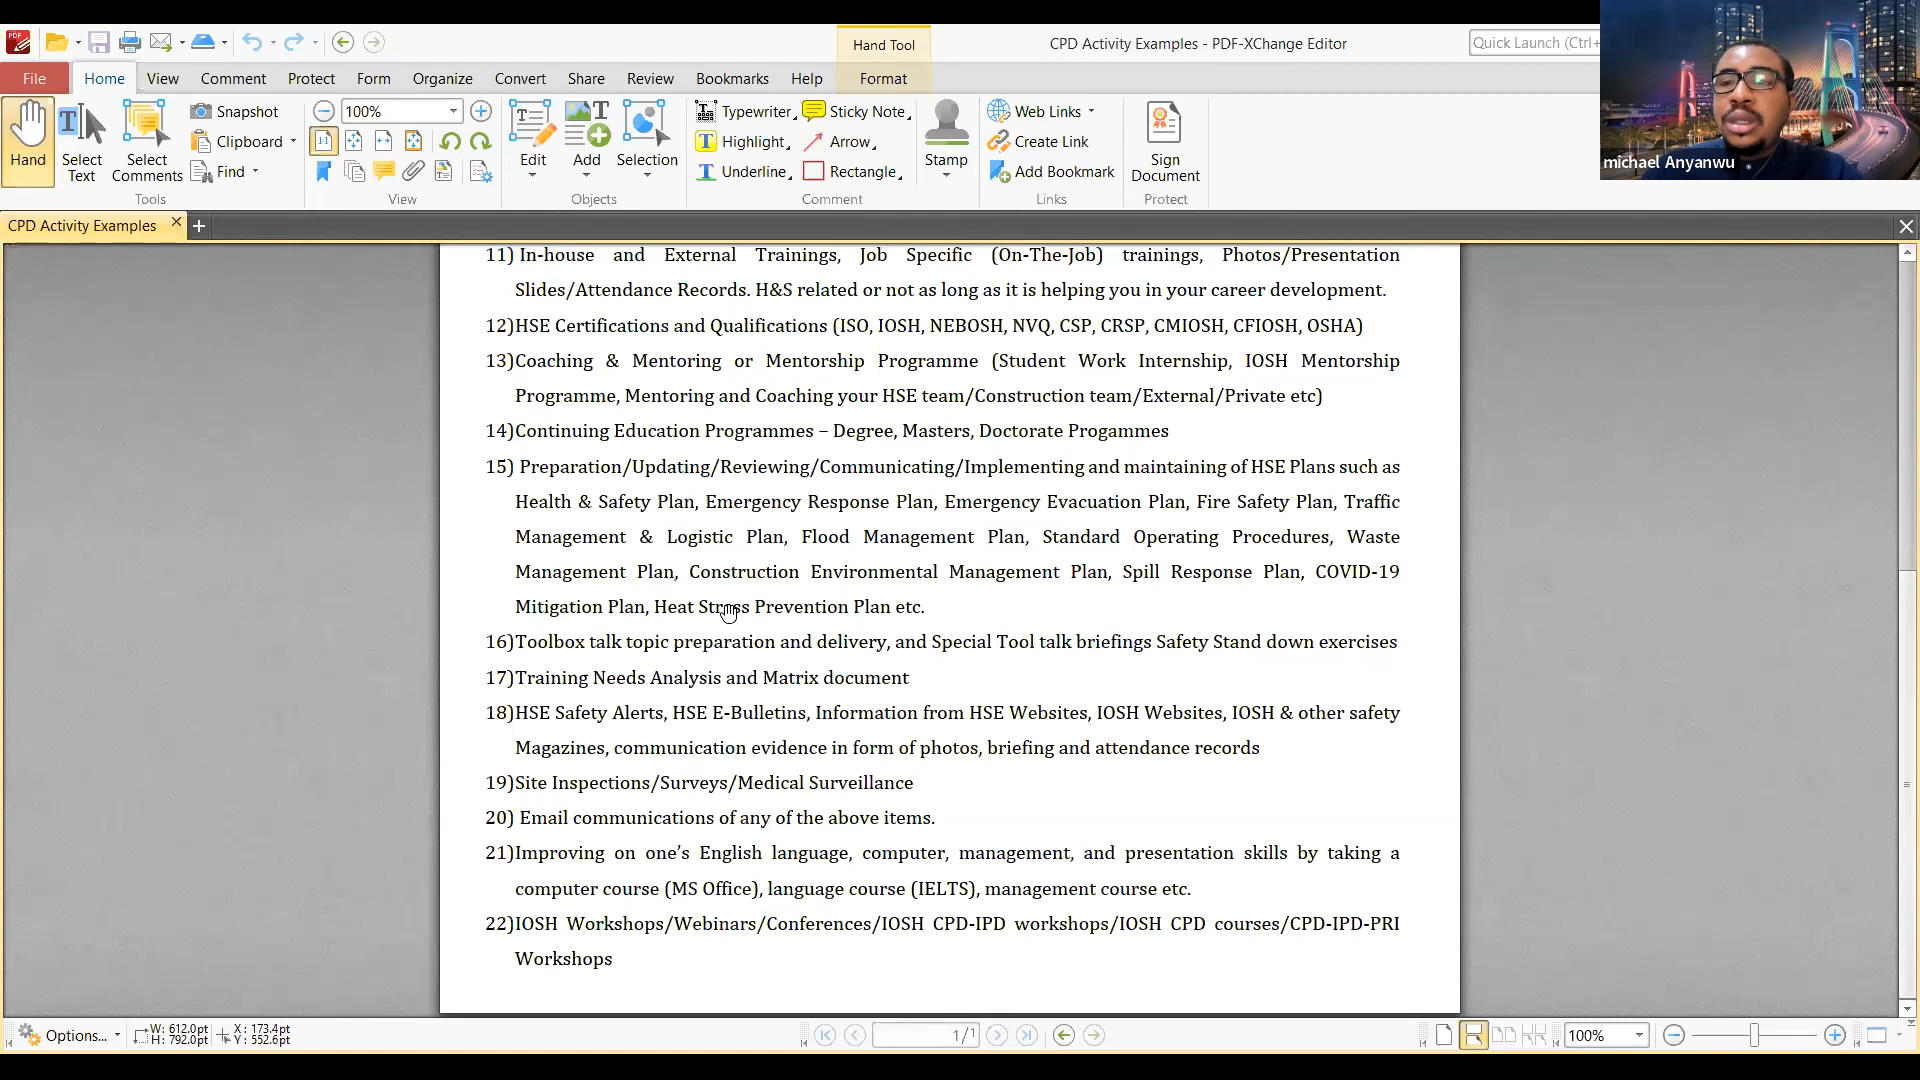 Hand Tool
CPD Activity Examples - PDF-XChange Editor
Quick Launch (Ctrl+
File Home View Comment Protect Form Organize Convert Share Review Bookmarks Help Format
Hand
Select Text
Select Comments
Snapshot
Clipboard
Find
Tools
100%
View
Edit
Add
Selection
Objects
Typewriter
Sticky Note
Highlight
Arrow
Underline
Rectangle
Stamp
Comment
Web Links
Create Link
Add Bookmark
Links
Sign Document
Protect
michael Anyanwu
CPD Activity Examples
11) In-house and External Trainings, Job Specific (On-The-Job) trainings, Photos/Presentation
Slides/Attendance Records. H&S related or not as long as it is helping you in your career development.
12)HSE Certifications and Qualifications (ISO, IOSH, NEBOSH, NVQ, CSP, CRSP, CMIOSH, CFIOSH, OSHA)
13)Coaching & Mentoring or Mentorship Programme (Student Work Internship, IOSH Mentorship
Programme, Mentoring and Coaching your HSE team/Construction team/External/Private etc)
14)Continuing Education Programmes – Degree, Masters, Doctorate Progammes
15) Preparation/Updating/Reviewing/Communicating/Implementing and maintaining of HSE Plans such as
Health & Safety Plan, Emergency Response Plan, Emergency Evacuation Plan, Fire Safety Plan, Traffic
Management & Logistic Plan, Flood Management Plan, Standard Operating Procedures, Waste
Management Plan, Construction Environmental Management Plan, Spill Response Plan, COVID-19
Mitigation Plan, Heat Stress Prevention Plan etc.
16)Toolbox talk topic preparation and delivery, and Special Tool talk briefings Safety Stand down exercises
17)Training Needs Analysis and Matrix document
18)HSE Safety Alerts, HSE E-Bulletins, Information from HSE Websites, IOSH Websites, IOSH & other safety
Magazines, communication evidence in form of photos, briefing and attendance records
19)Site Inspections/Surveys/Medical Surveillance
20) Email communications of any of the above items.
21)Improving on one’s English language, computer, management, and presentation skills by taking a
computer course (MS Office), language course (IELTS), management course etc.
22)IOSH Workshops/Webinars/Conferences/IOSH CPD-IPD workshops/IOSH CPD courses/CPD-IPD-PRI
Workshops
Options...
W: 612.0pt
H: 792.0pt
X: 173.4pt
Y: 552.6pt
1/1
100%